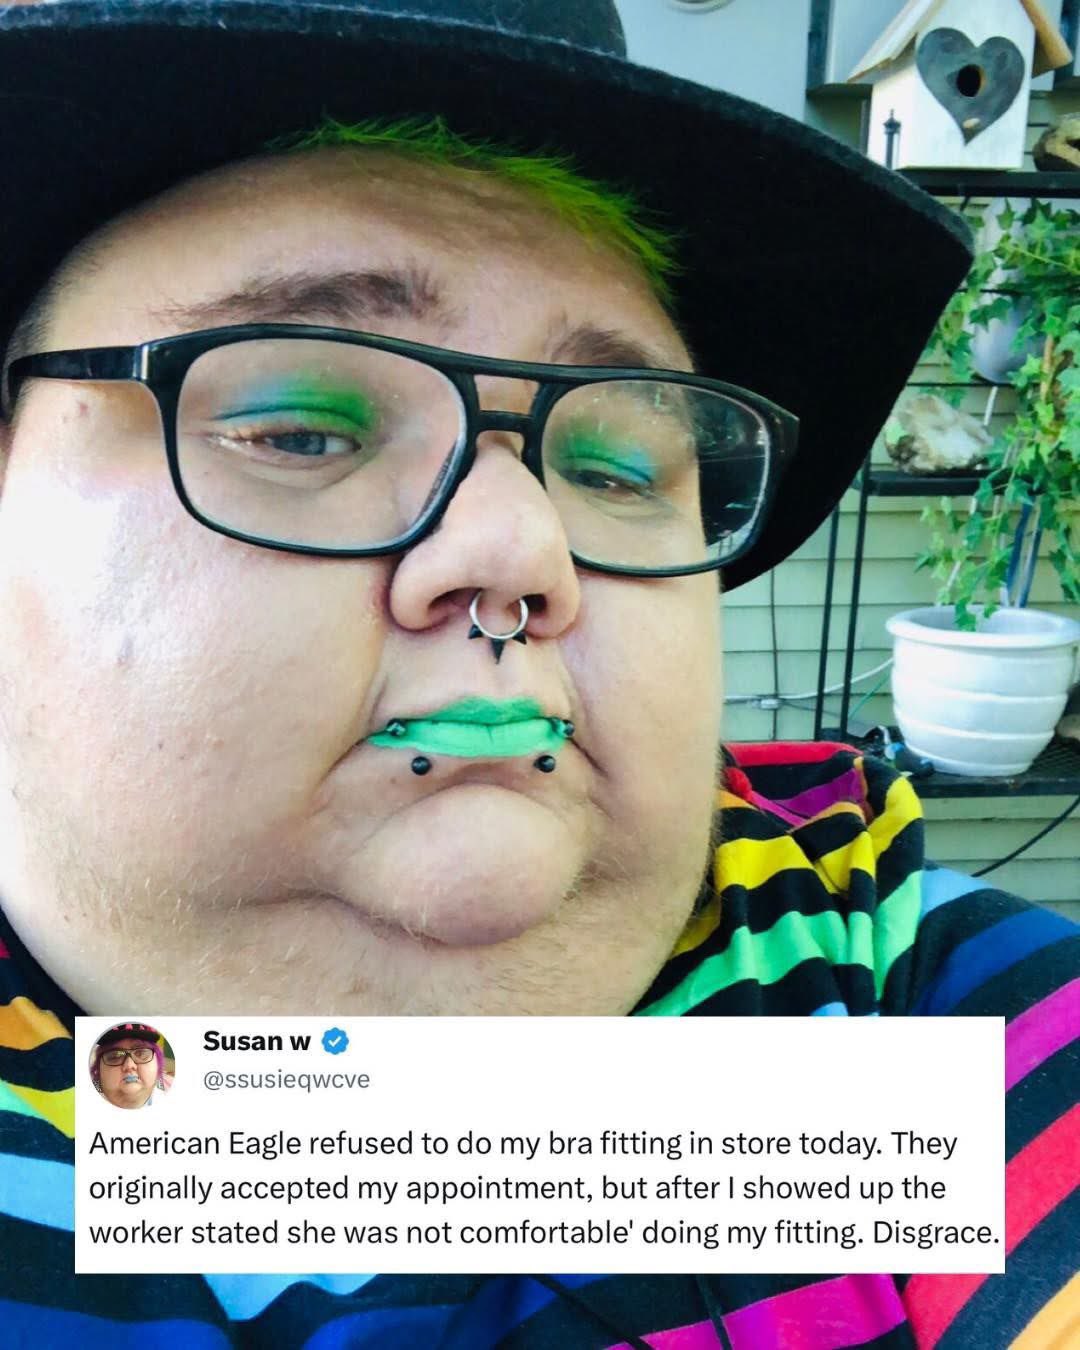 Susan w
@ssusieqwcve
American Eagle refused to do my bra fitting in store today. They
originally accepted my appointment, but after I showed up the
worker stated she was not comfortable' doing my fitting. Disgrace.